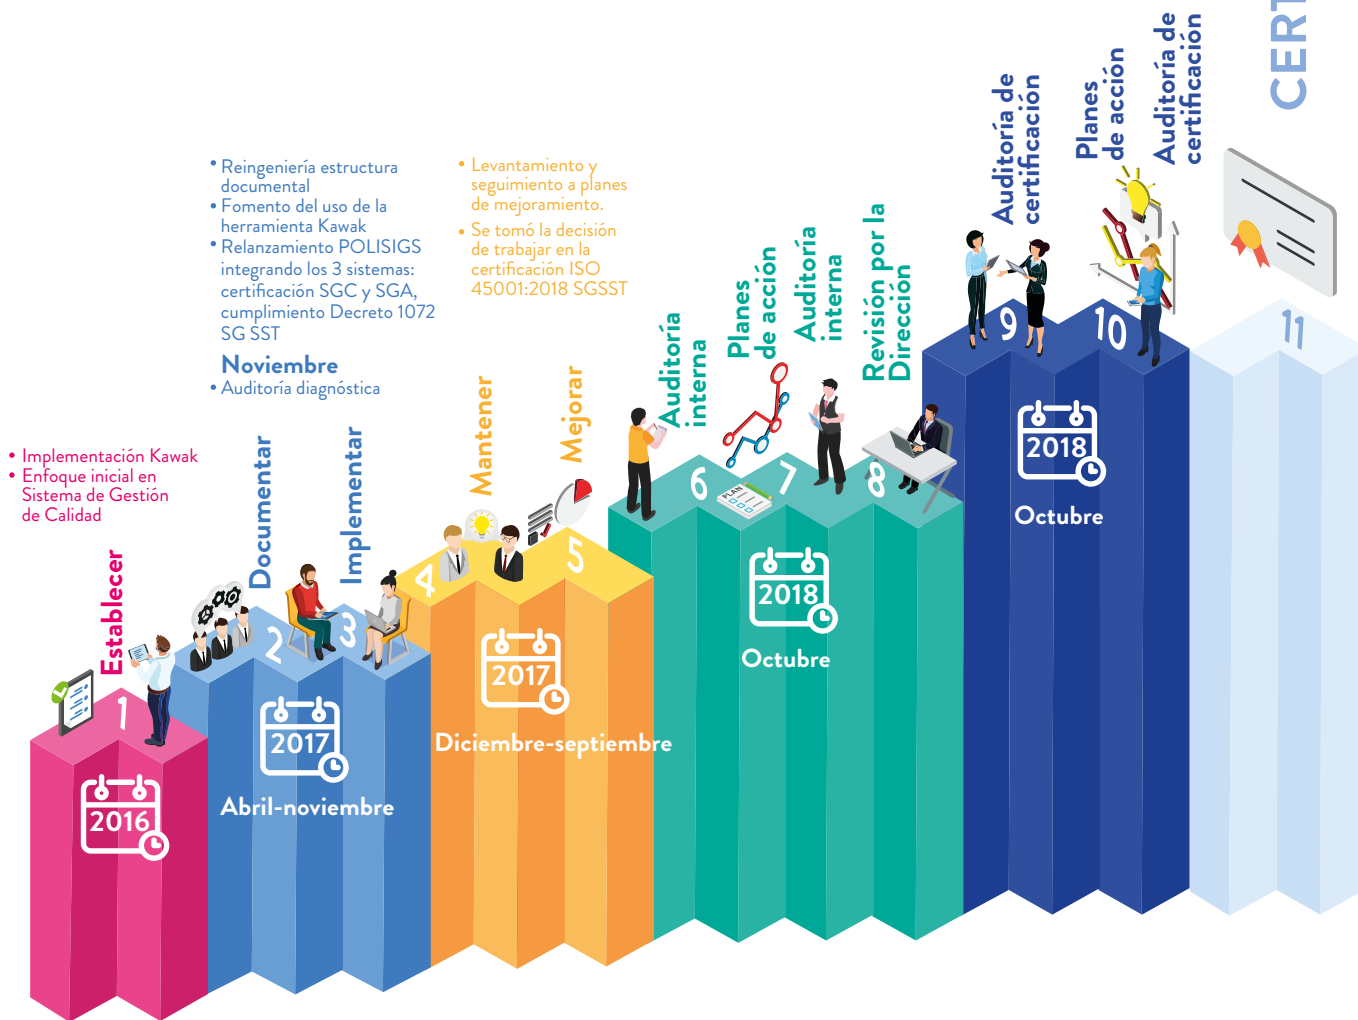 • Implementación Kawak
• Enfoque inicial en
Sistema de Gestión
de Calidad
Establecer
1
2016
• Reingeniería estructura
documental
• Fomento del uso de la
herramienta Kawak
• Relanzamiento POLISIGS
integrando los 3 sistemas:
certificación SGC y SGA,
cumplimiento Decreto 1072
SG SST
Noviembre
• Auditoría diagnóstica
Documentar
Implementar
2
3
2017
Abril-noviembre
• Levantamiento y
seguimiento a planes
de mejoramiento.
• Se tomó la decisión
de trabajar en la
certificación ISO
45001:2018 SGSST
Mantener
Mejorar
4
5
2017
Diciembre-septiembre
Auditoría
interna
Planes
de acción
Auditoría
interna
Revisión por la
Dirección
6
PLAN
7
8
2018
Octubre
Auditoría de
certificación
Planes
de acción
Auditoría de
certificación
9
10
2018
Octubre
CERT
11